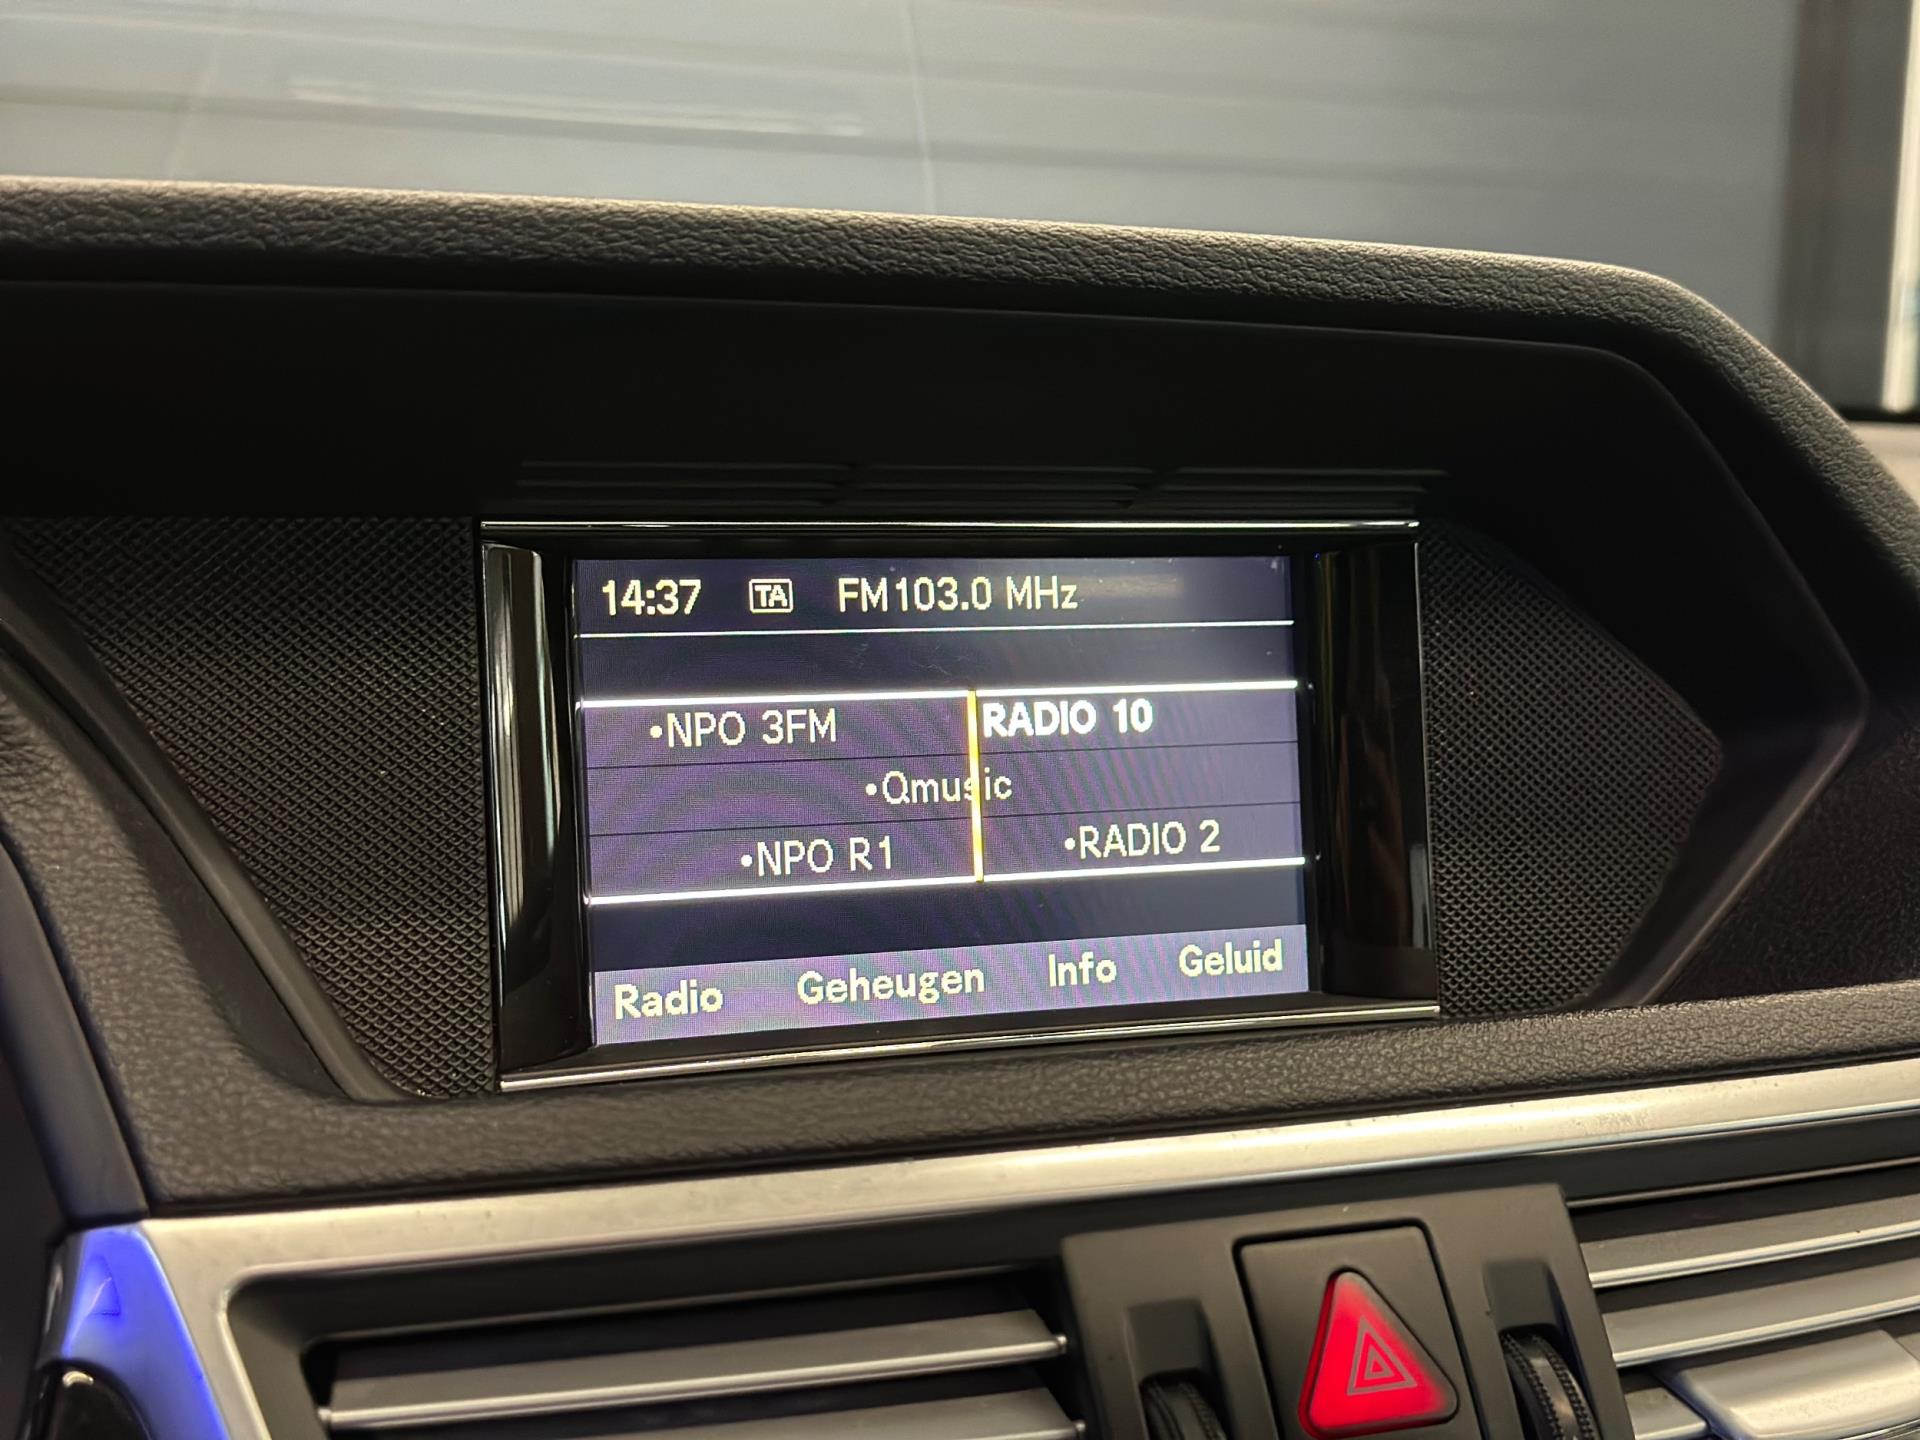 14:37 TA FM 103.0 MHz
•NPO 3FM RADIO 10
•Qmusic
•NPO R1 •RADIO 2
Radio Geheugen Info Geluid